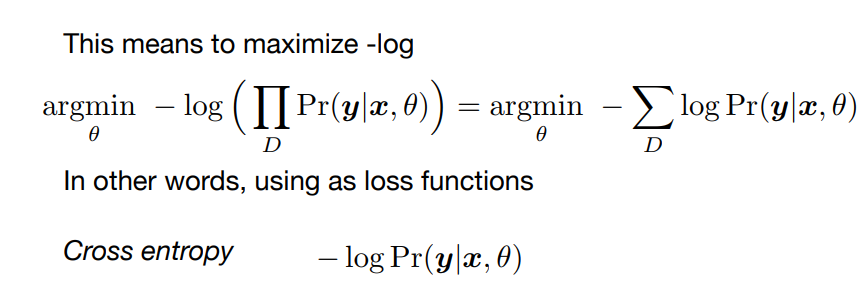 This means to maximize -log
argmin_θ − log ( ∏_D Pr(y|x, θ) ) = argmin_θ − ∑_D log Pr(y|x, θ)
In other words, using as loss functions
Cross entropy − log Pr(y|x, θ)